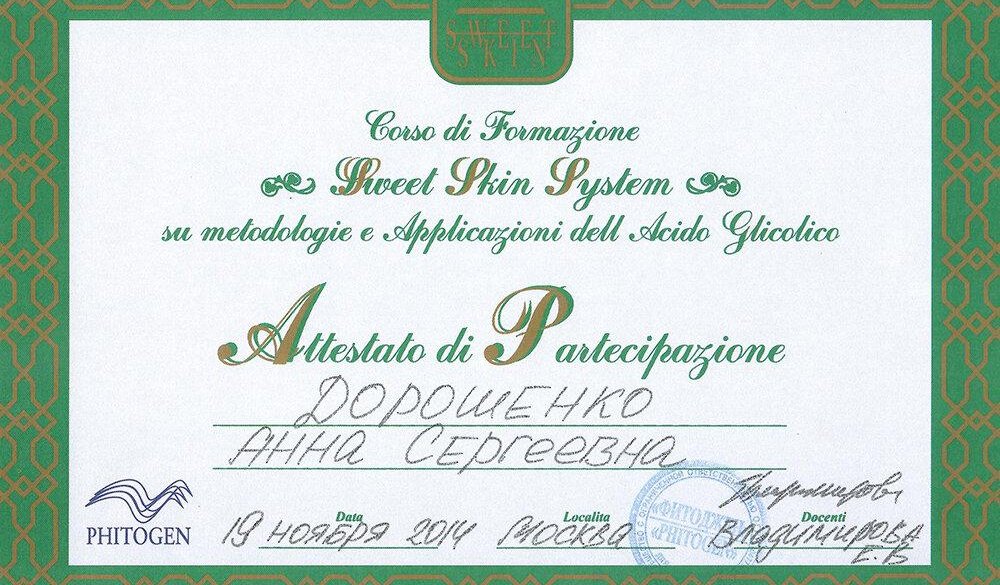 SWEET
SKIN
Corso di Formazione
Sweet Skin System
su metodologie e Applicazioni dell Acido Glicolico
Attestato di Partecipazione
ДОРОШЕНКО
АННА СЕРГЕЕВНА
PHITOGEN
Data
19 НОЯБРЯ 2014
Localita
МОСКВА
Docenti
ВЛАДИМИРОВА
Е.В
«PHITOGEN»